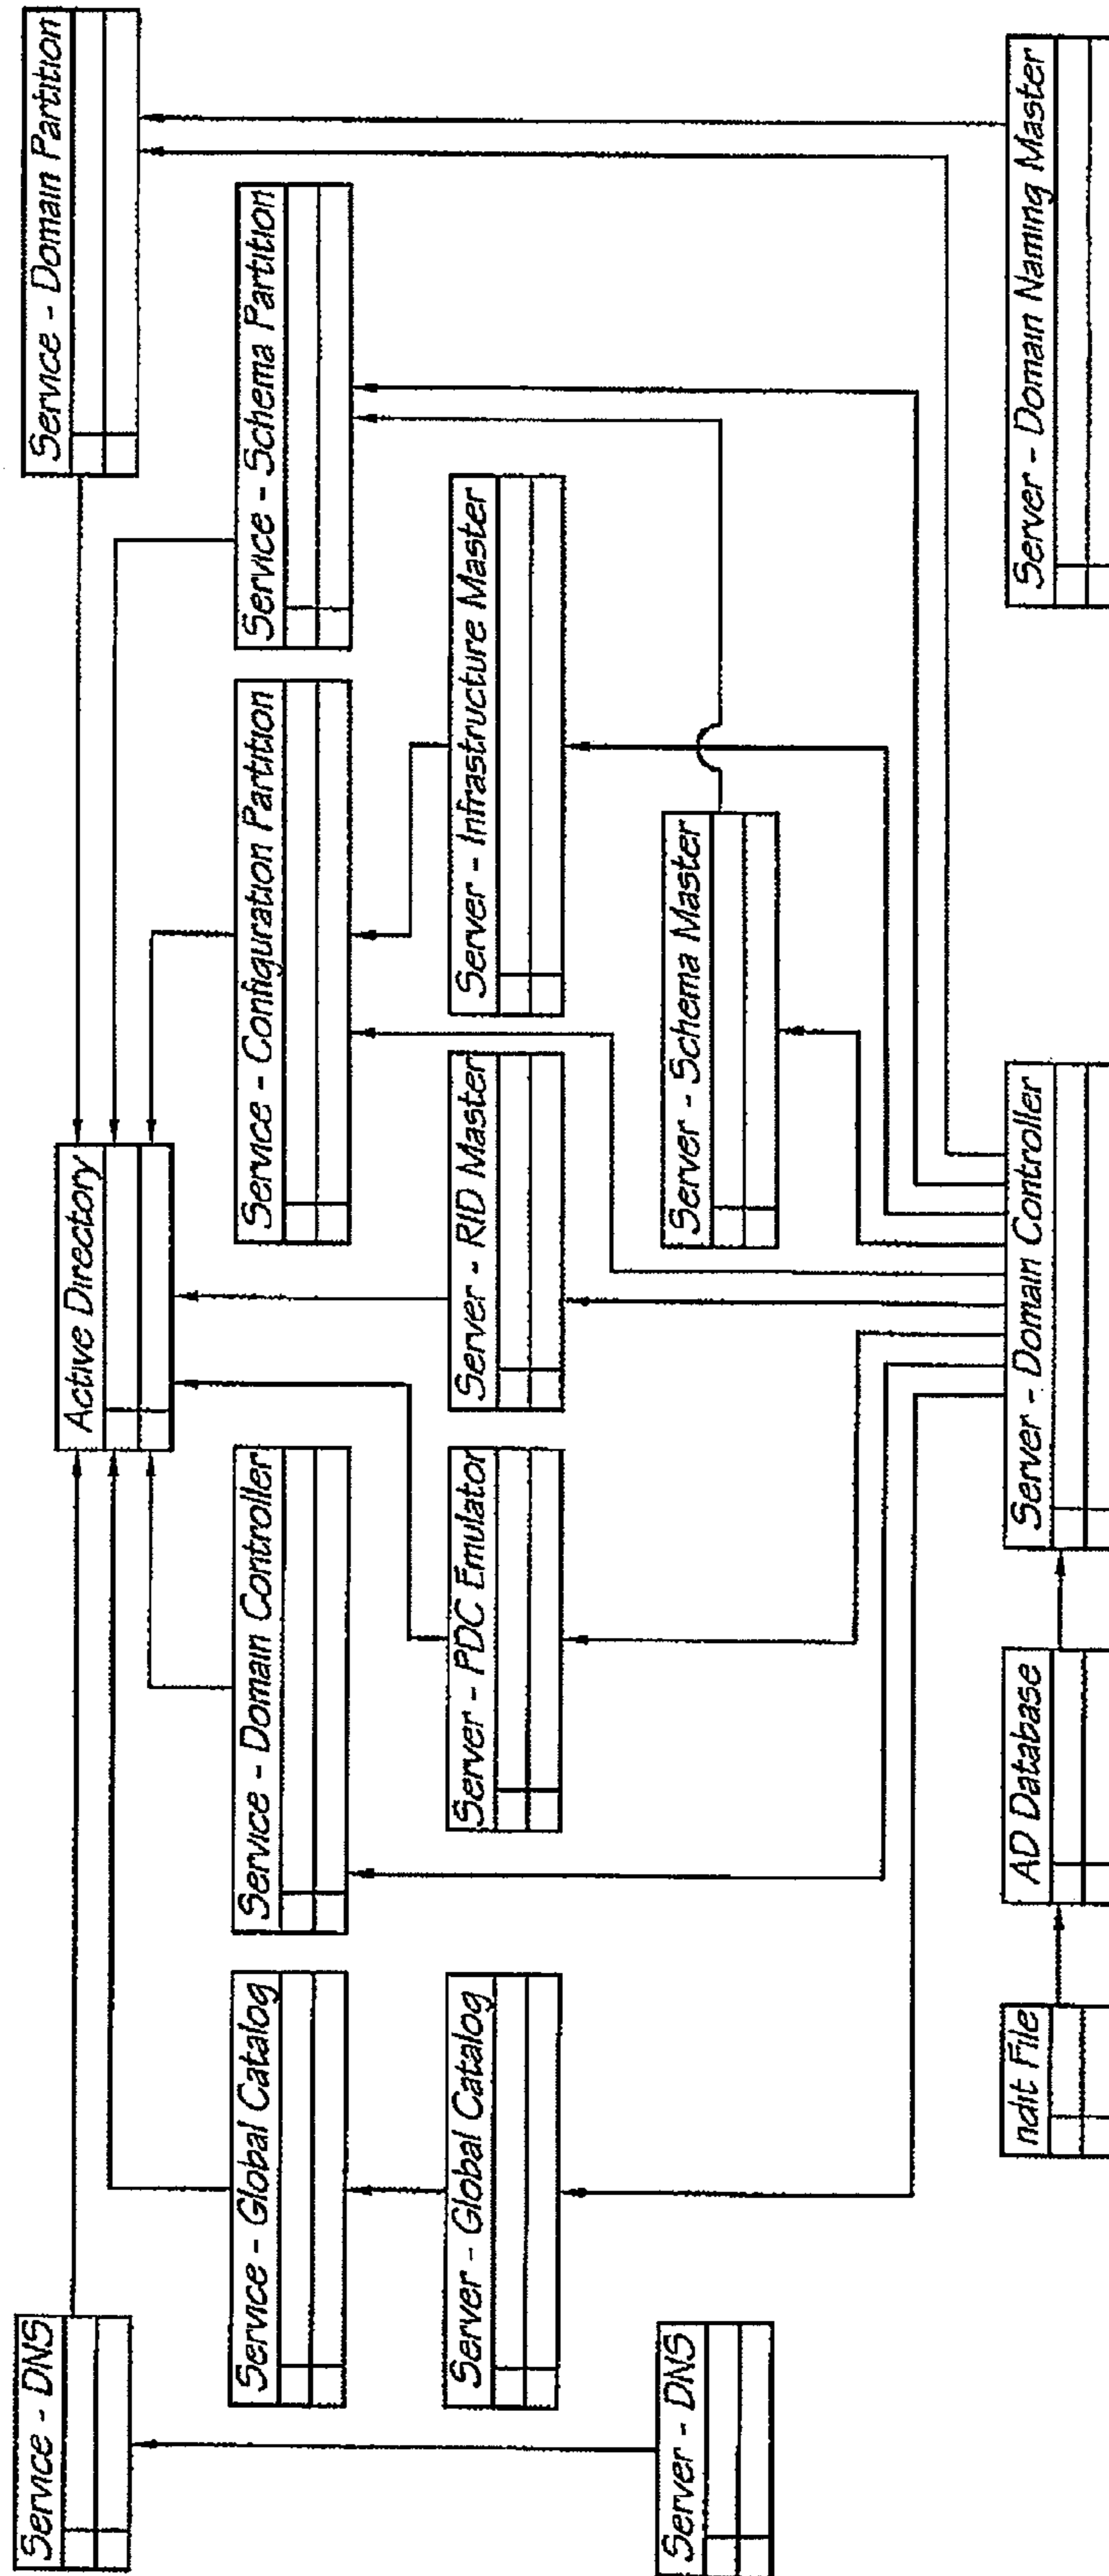 Service - DNS
Active Directory
Service - Domain Partition
Service - Global Catalog
Service - Domain Controller
Service - Configuration Partition
Service - Schema Partition
Server - Global Catalog
Server - PDC Emulator
Server - RID Master
Server - Infrastructure Master
Server - DNS
Server - Schema Master
ndit File
AD Database
Server - Domain Controller
Server - Domain Naming Master